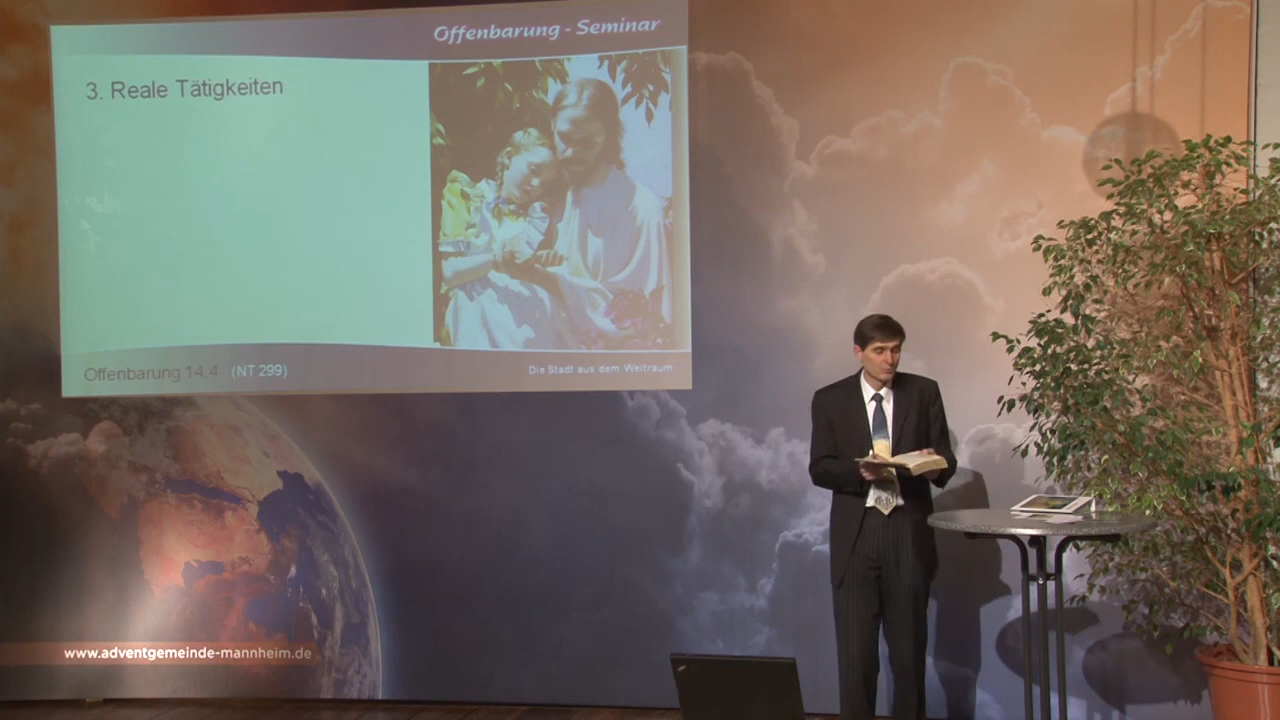 Offenbarung - Seminar
3. Reale Tätigkeiten
Offenbarung 14,4 (NT 299)
Die Stadt aus dem Weltraum
www.adventgemeinde-mannheim.de